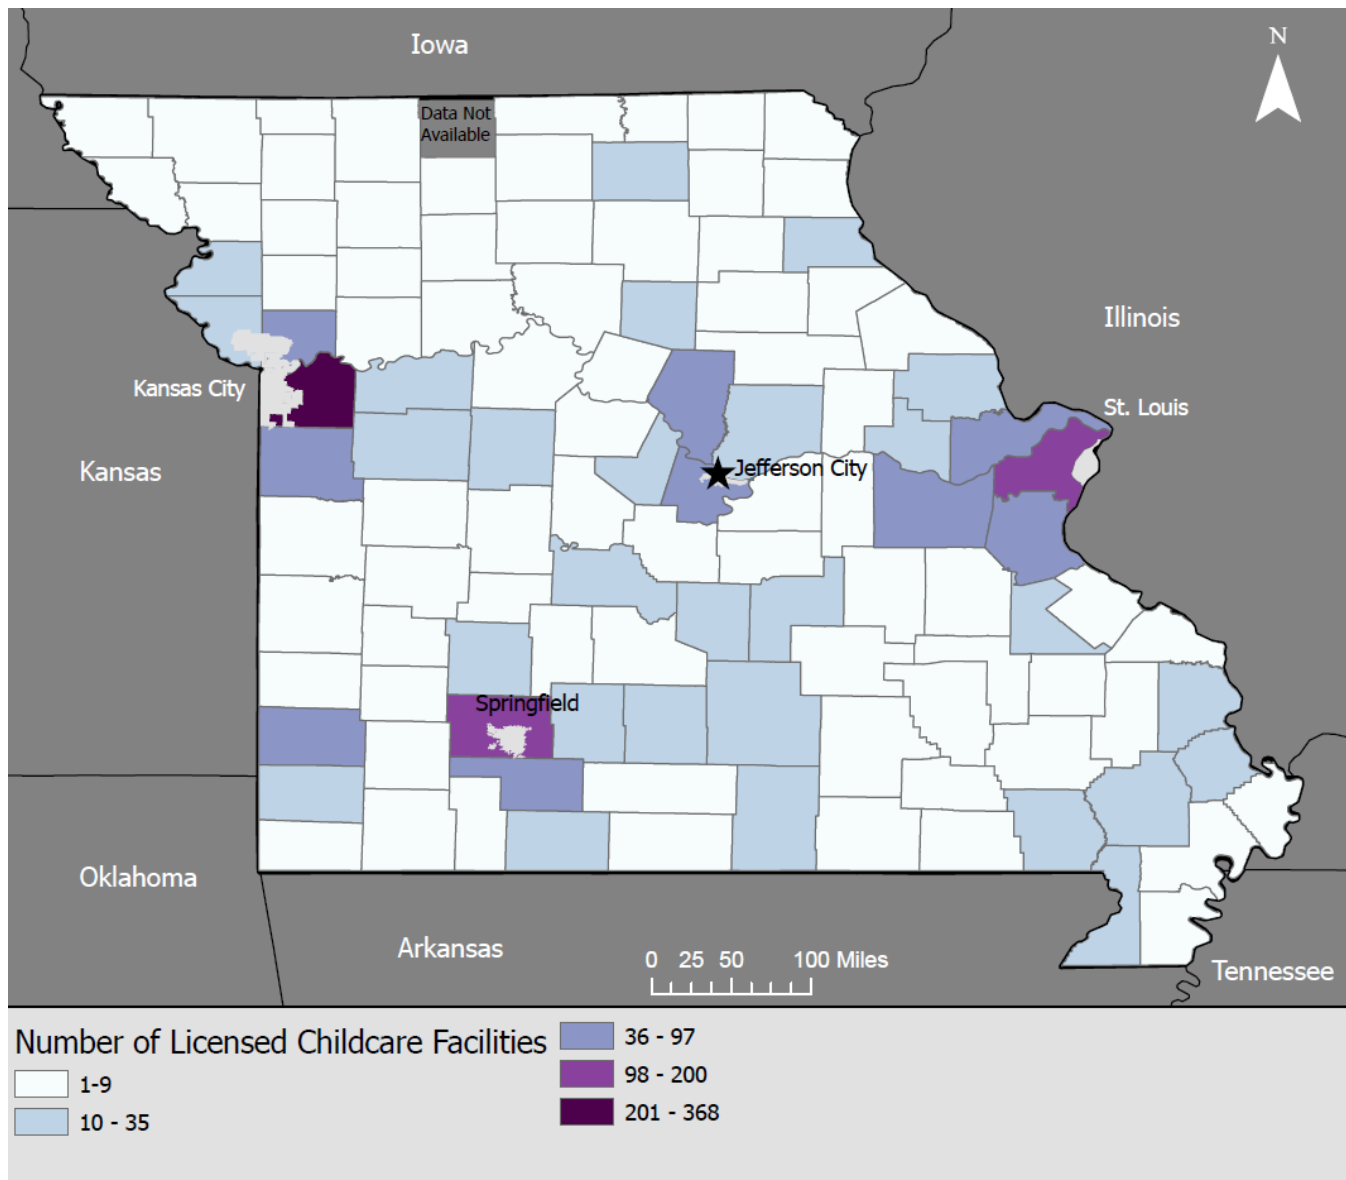 Iowa
N
Data Not
Available
Illinois
Kansas City
St. Louis
Kansas
Jefferson City
Springfield
Oklahoma
Arkansas
0 25 50 100 Miles
Tennessee
Number of Licensed Childcare Facilities
1-9
10 - 35
36 - 97
98 - 200
201 - 368